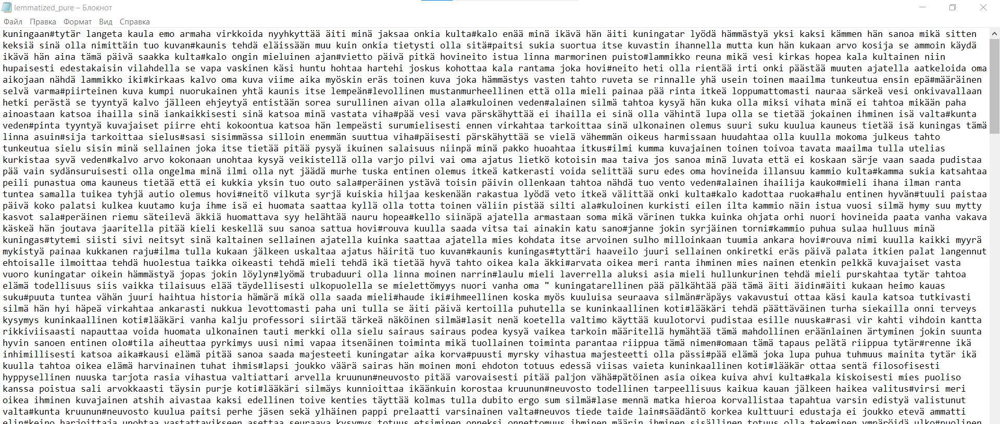 lemmatized_pure – Блокнот
Файл Правка Формат Вид Справка
kuningaan#tytär langeta kaula emo armaha virkkoida nyyhkyttää äiti minä jaksaa onkia kulta#kalo enää minä ikävä hän äiti kuningatar lyödä hämmästyä yksi kaksi kämmen hän sanoa mikä sitten
keksiä sinä olla nimittäin tuo kuvan#kaunis tehdä eläissään muu kuin onkia tietysti olla sitä#paitsi sukia suortua itse kuvastin ihannella mutta kun hän kukaan arvo kosija se ammoin käydä
ikävä hän aina tämä päivä saakka kulta#kalo ongin mieluinen ajan#vietto päivä pitkä hovineito istua linna marmorinen puisto#lammikko reuna mikä vesi kirkas hopea kala kultainen niin
hupaisesti edestakaisin vilahdella se vapa vaskinen käsi huntu hohtaa hartehi joskus kohottaa kala rantama joka hovi#neito heti olla rientää irti onki päästää muuten ajatella aatkeloida oma
aikojaan nähdä lammikko iki#kirkaas kalvo oma kuva viime aika myöskin eräs toinen kuva joka hämmästys vasten tahto ruveta se rinnalle yhä usein toinen maailma tunkeutua ensin epä#määräinen
selvä varma#piirteinen kuva kumpi nuorukainen yhtä kaunis itse lempeän#levollinen mustanmurheellinen että olla mieli painaa pää rinta itkeä loppumattomasti nauraa särkeä vesi onkivavallaan
hetki perästä se tyyntyä kalvo jälleen ehjeytyä entistään sorea surullinen aivan olla ala#kuloinen veden#alainen silmä tahtoa kysyä hän kuka olla miksi vihata minä ei tahtoa mikään paha
ainoastaan katsoa ihailla sinä iankaikkisesti sinä katsoa minä vastata viha#pää vesi vava pärskähyttää ei ihailla ei sinä olla vähintä lupa olla se tietää jokainen ihminen isä valta#kunta
veden#pinta tyyntyä kuvajaiset piirre ehti kokoontua katsoa hän lempeästi surumielisesti ennen virkahtaa tarkoittaa sinä ulkonainen olemus suuri suku kuulua kauneus tietää isä kuningas tämä
linna asuin#sija tarkoittaa sielus#sasi sisimmässa silloin enemmän suuttua viha#päisesti pärskähyttää se vielä vähemmän oikeus harmissaan huudahtaa olla kuulla mokoma julkeus tahto
tunkeutua sielu sisin minä sellainen joka itse tietää pitää pysyä ikuinen salaisuus niinpä minä pakko huoahtaa itkus#ilmi kumma kuvajainen toinen toivoa tavata maailma tulla utelias
kurkistaa syvä veden#kalvo arvo kokonaan unohtaa kysyä veikistellä olla varjo pilvi vai oma ajatus lietkö kotoisin maa taiva jos sanoa minä luvata että ei koskaan särje vaan saada pudistaa
pää vain sydänsuruisesti olla ongelma minä ilmi olla nyt jäädä murhe tuska entinen olemus itkeä katkerasti voida selittää suru edes oma hovineida illansuu kammio kulta#kamma sukia katsahtaa
peili punastua oma kauneus tietää että ei kukkia yksin tuo outo sala#peräinen ystävä toisin päivin ollenkaan tahtoa nähdä tuo vento veden#alainen ihailija kauko#mieli ihana ilman ranta
tuntea samalla tuikea tyhjä autio olemus hovi#neitö vilkuta syrjä kuiskia hiljaa keskenään rakastua lyödä veto itkeä välittää onki kulta#kalo kadottaa ruoka#halu entinen hyvän#tuuli paistaa
päivä koko palatsi kulkea kuutamo kuja ihme isä ei huomata saattaa kyllä olla totta toinen väliin pistää silti ala#kuloinen kurkisti eilen ilta kammio näin istua vuosi silmä hymy suu mytty
kasvot sala#peräinen riemu säteilevä äkkiä huomattava syy helähtää nauru hopea#kello siinäpä ajatella armastaan soma mikä värinen tukka kuinka ohjata orhi nuori hovineida paata vanha vakava
käskeä hän joutava jaaritella pitää kieli keskellä suu sanoa sattua hovi#rouva kuulla saada vitsa tai ainakin katu sano#janne jokin syrjäinen torni#kammio puhua sulaa hulluus minä
kuningas#tytemi siisti sivi neitsyt sinä kaltainen sellainen ajatella kuinka saattaa ajatella mies kohdata itse arvoinen sulho milloinkaan tuumia ankara hovi#rouva nimi kuulla kaikki myyrä
mykistyä painaa kukkanen raju#ilma tulla kukaan jälkeen uskaltaa ajatus häiritä tuo kuvan#kaunis kuningas#tyttäri haaveilo juuri sellainen onkiretki eräs päivä palata itkien palat langennut
ehtoisalle ilmoittaa tehdä huolestua taikka oikeasti tehdä mieli tehdä ikä tietää hyvä tahto oikea kala äkki#arvata oikea meri ranta ihminen mies nainen etenkin pelkkä kuvajaiset vasta
vuoro kuningatar oikein hämmästyä jopas jokin löylyn#lyömä trubaduuri olla linna moinen narrin#laulu mieli laverrella aluksi asia mieli hullunkurinen tehdä mieli purskahtaa tytär tahtoa
elämä todellisuus siis vaikka tilaisuus elää täydellisesti ulkopuolella se mielettömyys nuori vanha oma " kuningatarellinen pää pälkähtää pää tämä äiti äidin#äiti kukaan heimo kauas
suku#puuta tuntea vähän juuri haihtua historia hämärä mikä olla saada mieli#haude iki#ihmeellinen koska myös kuuluisa seuraava silmän#räpäys vakavustui ottaa käsi kaula katsoa tutkivasti
silmä hän hyi häpeä virkahtaa ankarasti nukkua levottomasti paha uni tulla se äiti päivä kertoilla puhutella se kuninkaallinen koti#lääkäri tehdä päättäväinen turha siekailla onni terveys
kysymys kuninkaallinen koti#lääkäri vanha kalju professori siirtää tärkeä näköinen silmä#lasit nenä koetella valtimo käyttää kuulotorvi pudistaa esille nuuska#rasi vir kahti vihdoin kantta
rikkiviisaasti napauttaa voida huomata ulkonainen tauti merkki olla sielu sairaus sairaus podea kysyä vaikea tarkoin määritellä hymähtää tämä mahdollinen eräänlainen ärtyminen jokin suunta
hyvin sanoen entinen olo#tila aiheuttaa pyrkimys uusi nimi vapaa itsenäinen toiminta mikä tuollainen toiminta parantaa riippua tämä nimen#omaan tämä tapaus pelätä riippua tytär#renne ikä
inhimillisesti katsoa aika#kausi elämä pitää sanoa saada majesteeti kuningatar aika korva#puusti myrsky vihastua majesteetti olla pässi#pää elämä joka lupa puhua tuhmuus mainita tytär ikä
kuulla tahtoa oikea elämä harvinainen tuhat ihmis#lapsi joukko väärä sairas hän moinen moni ehdoton totuus edessä viisas vaieta kuninkaallinen koti#lääkär ottaa sentä filosofisesti
hyppysellinen nuuska tarjota rasia vihastua valtiattari arvella kruunun#neuvosto pitää varovaisesti pitää paljon vähä#pätöinen asia oikea kuiva ahvi kulta#kala kiskoisesti mies puoliso
kanssa poistua sali arvokkaasti täysin purje koti#lääkäri silmäys kunnioittaa ikäänkuin korostaa kruunun#neuvosto todellinen tarpeellisuus kaikua kauan jälkeen haikea valitus#virsi meri
oikea ihminen kuvajainen atshih aivastaa kaksi edellinen toive kenties täyttää kolmas tulla dubito ergo sum silmä#lase mennä matka hieroa korvallistaa tapahtua varsin edistyä valistunut
valta#kunta kruunun#neuvosto kuulua paitsi perhe jäsen sekä ylhäinen pappi prelaatti varsinainen valta#neuvos tiede taide lain#säädäntö korkea kulttuuri edustaja ei joukko etevä ammatti
elin#keino harjoittaja unohtaa vastattavikseen asettaa seuraava kysymys totuus etsiminen onneksi onnettomuus ihminen määrin ihminen sisällinen totuus olla tekeminen ympäröidä ulko#puolinen